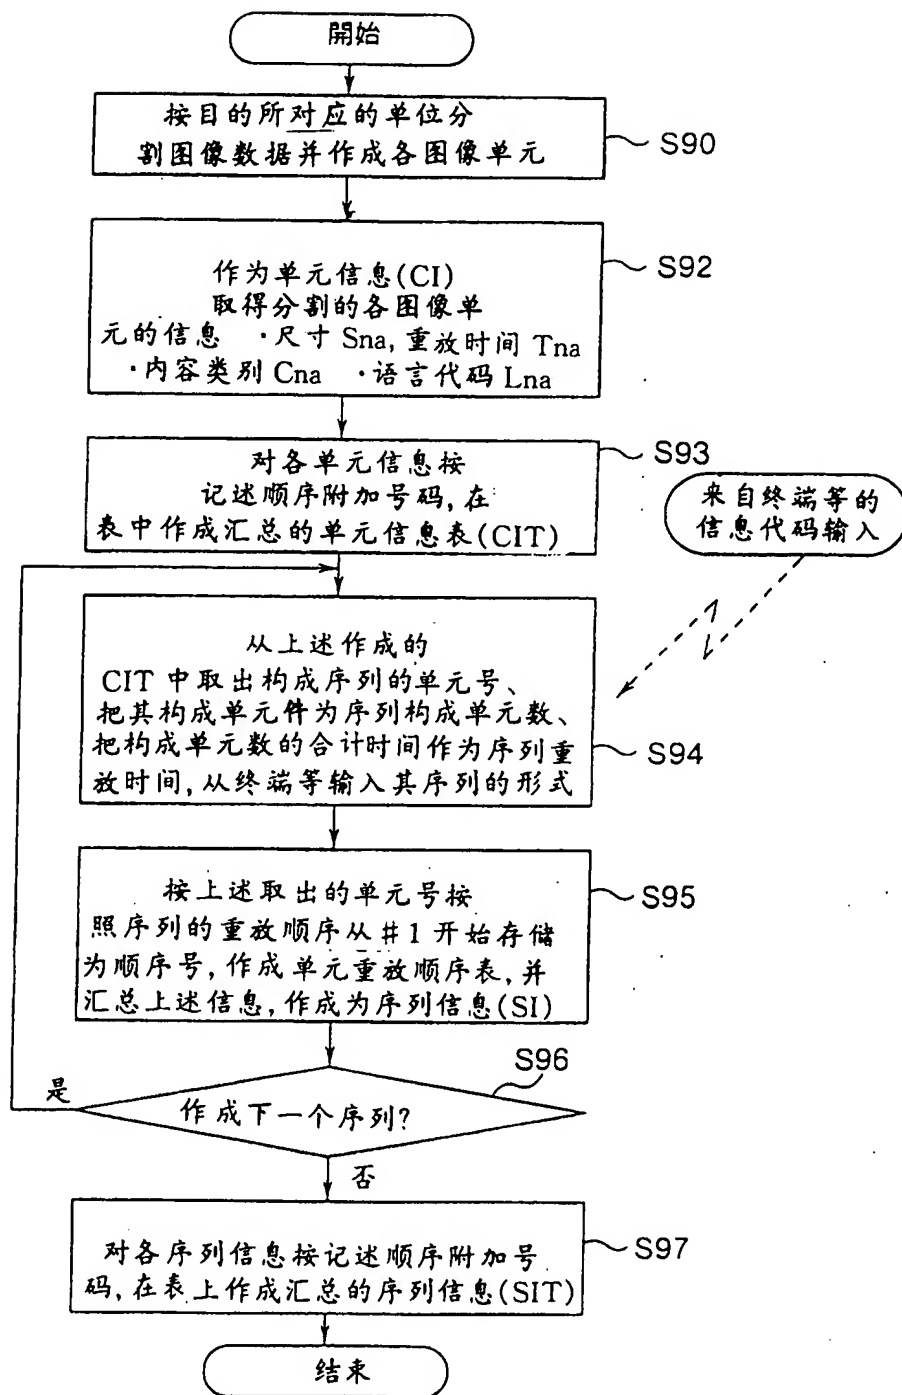 開始
按目的所对应的单位分
割图像数据并作成各图像单元
S90
作为单元信息(CI)
取得分割的各图像单
元的信息 ·尺寸 Sna,重放时间 Tna
·内容类别 Cna ·语言代码 Lna
S92
对各单元信息按
记述顺序附加号码,在
表中作成汇总的单元信息表(CIT)
S93
来自终端等的
信息代码输入
从上述作成的
CIT 中取出构成序列的单元号、
把其构成单元件为序列构成单元数、
把构成单元数的合计时间作为序列重
放时间,从终端等输入其序列的形式
S94
按上述取出的单元号按
照序列的重放顺序从#1开始存储
为顺序号,作成单元重放顺序表,并
汇总上述信息,作成为序列信息(SI)
S95
S96
是
作成下一个序列?
否
对各序列信息按记述顺序附加号
码,在表上作成汇总的序列信息(SIT)
S97
结束